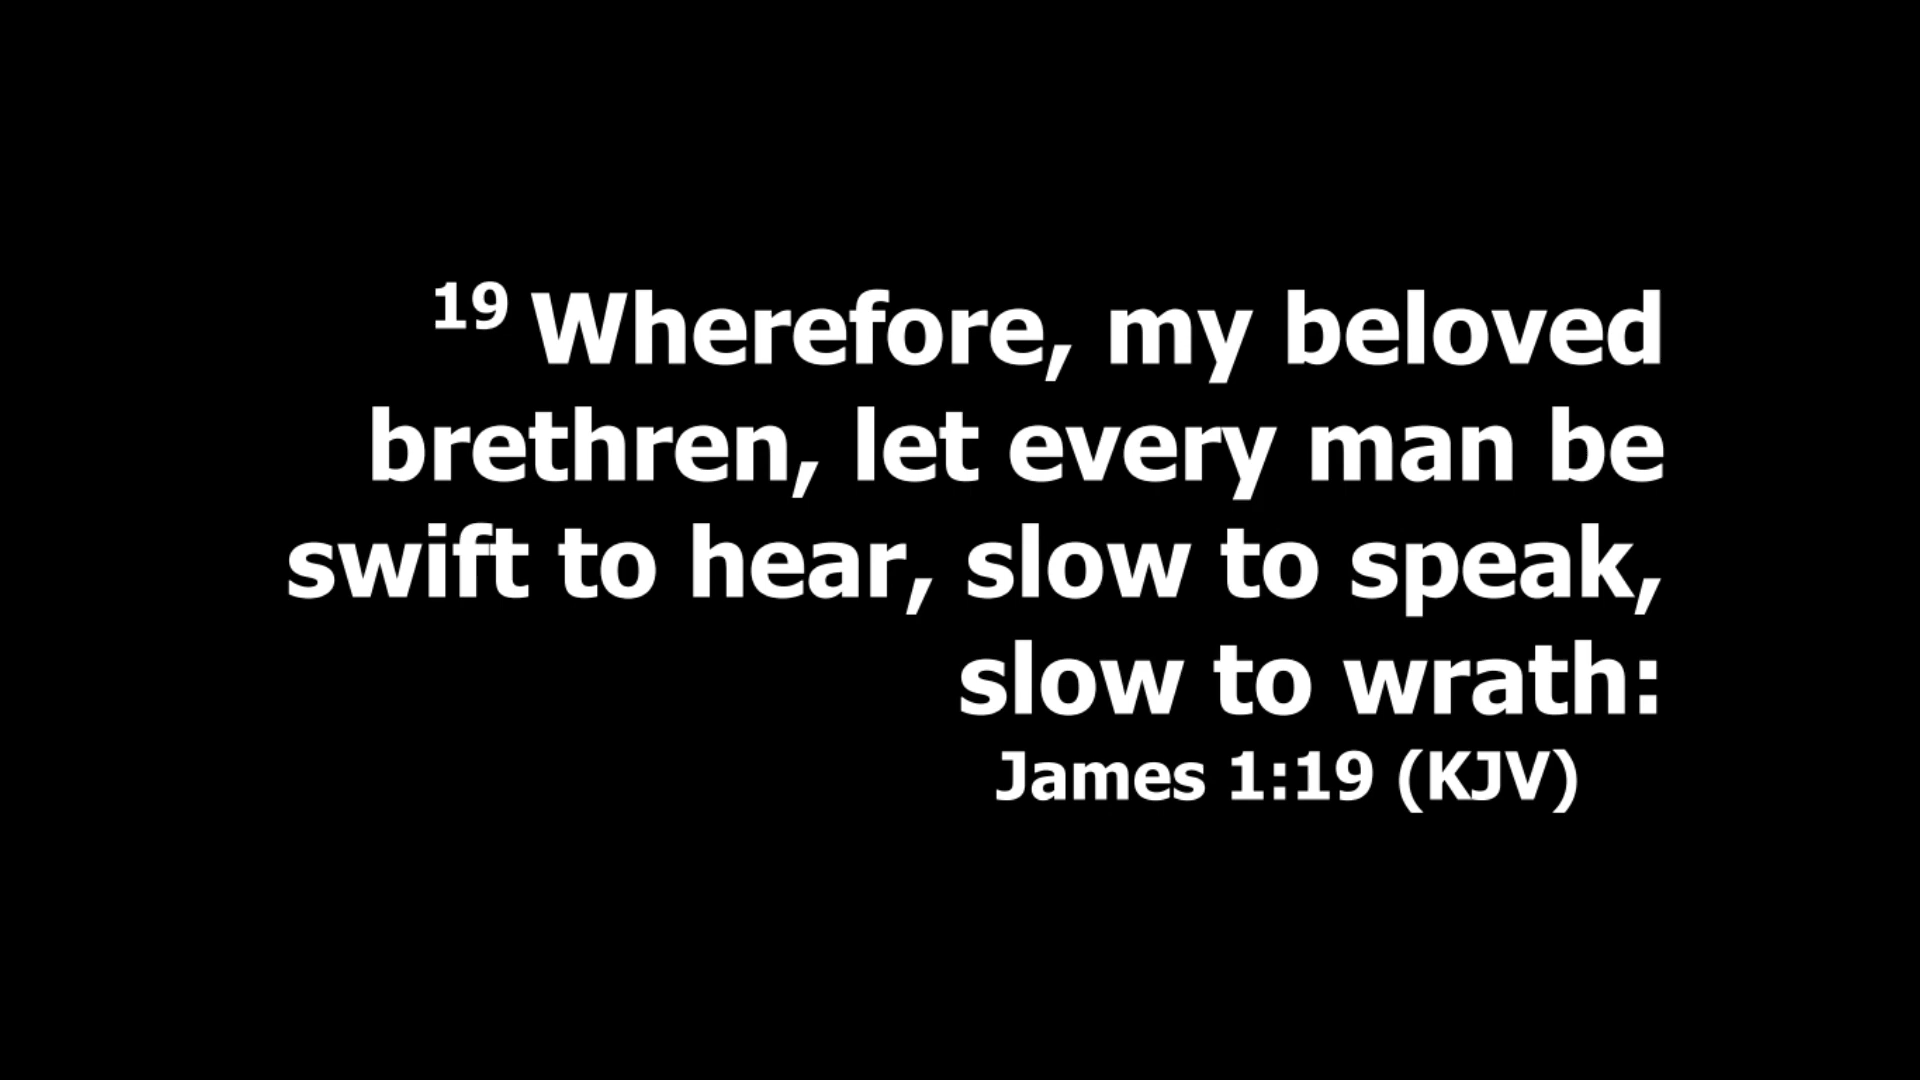 19 Wherefore, my beloved
brethren, let every man be
swift to hear, slow to speak,
slow to wrath:
James 1:19 (KJV)